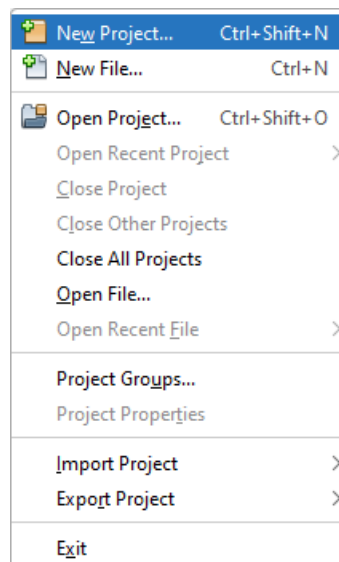 New Project... Ctrl+Shift+N
New File... Ctrl+N
Open Project... Ctrl+Shift+O
Open Recent Project
Close Project
Close Other Projects
Close All Projects
Open File...
Open Recent File
Project Groups...
Project Properties
Import Project
Export Project
Exit